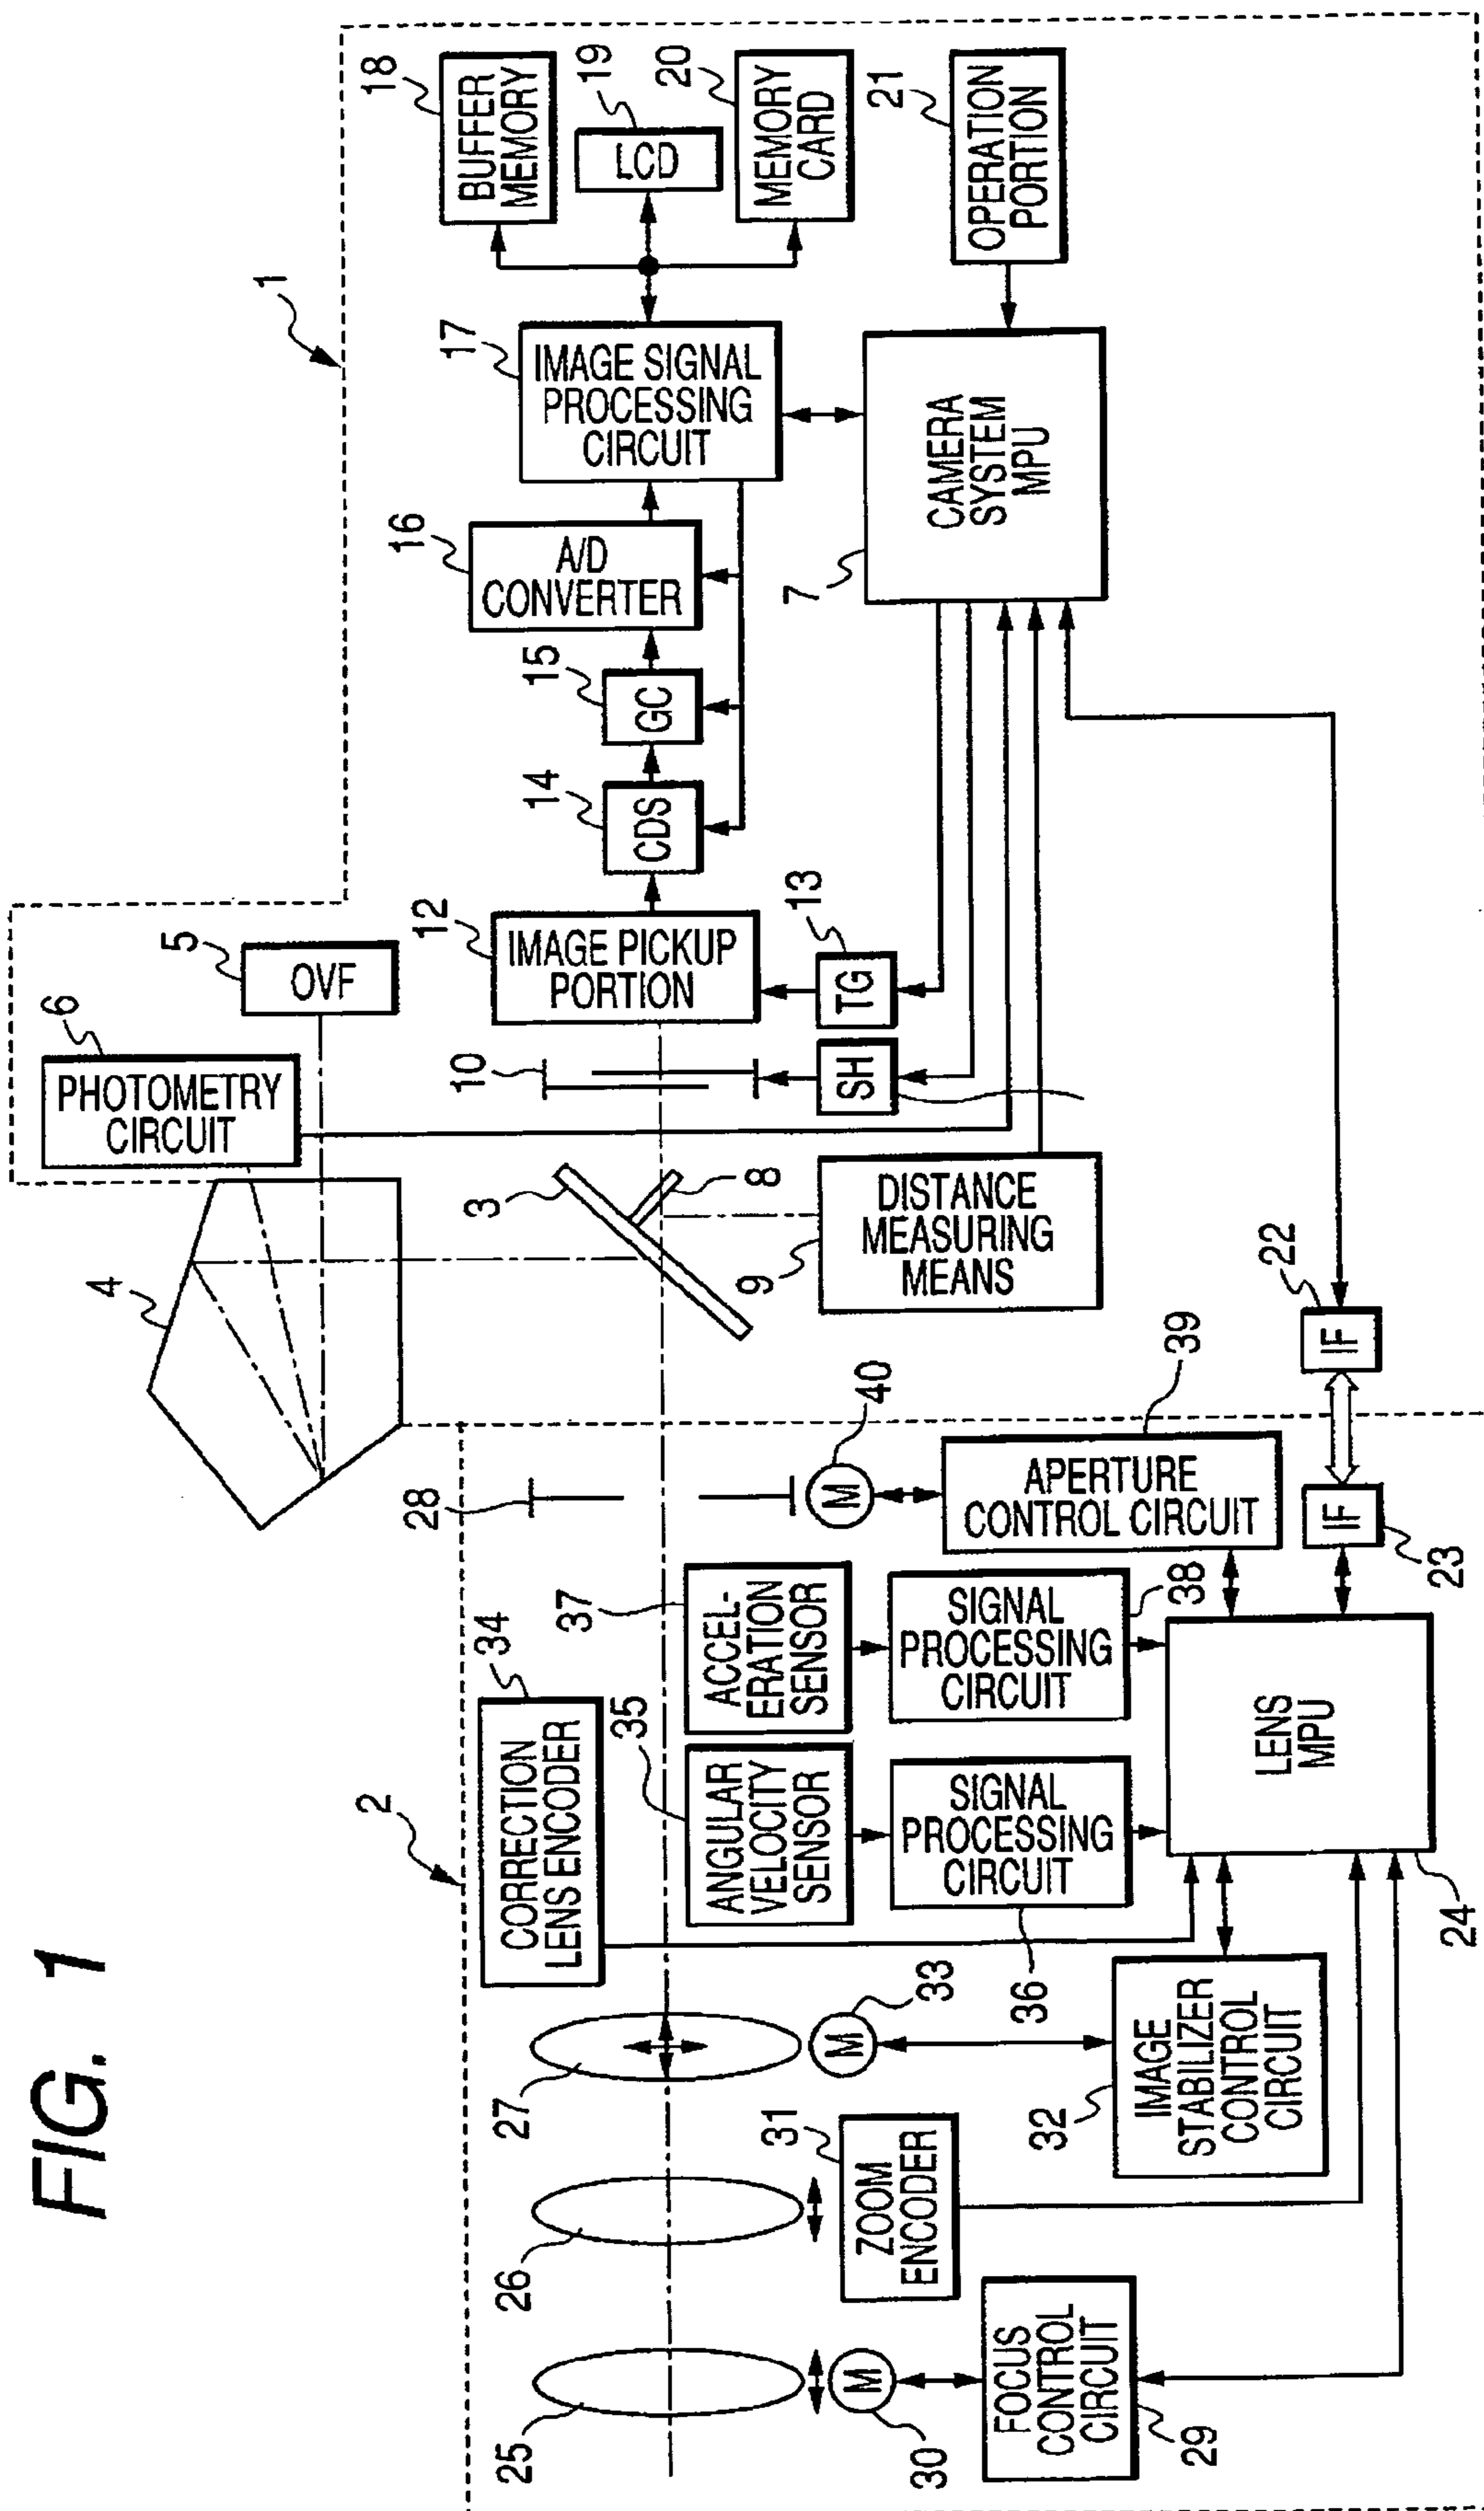 FIG. 1
1
18
BUFFER
MEMORY
19
LCD
20
MEMORY
CARD
21
OPERATION
PORTION
17
IMAGE SIGNAL
PROCESSING
CIRCUIT
16
A/D
CONVERTER
15
GC
14
CDS
7
CAMERA
SYSTEM
MPU
12
IMAGE PICKUP
PORTION
13
TG
5
OVF
6
PHOTOMETRY
CIRCUIT
10
SH
3
8
4
9
DISTANCE
MEASURING
MEANS
22
IF
23
IF
2
28
40
M
39
APERTURE
CONTROL CIRCUIT
37
ACCEL-
ERATION
SENSOR
38
SIGNAL
PROCESSING
CIRCUIT
34
CORRECTION
LENS ENCODER
35
ANGULAR
VELOCITY
SENSOR
36
SIGNAL
PROCESSING
CIRCUIT
LENS
MPU
24
27
33
M
32
IMAGE
STABILIZER
CONTROL
CIRCUIT
26
31
ZOOM
ENCODER
25
30
M
29
FOCUS
CONTROL
CIRCUIT